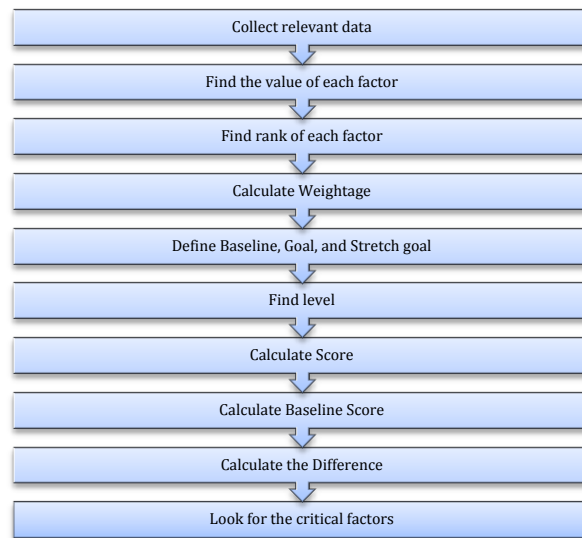 Collect relevant data
Find the value of each factor
Find rank of each factor
Calculate Weightage
Define Baseline, Goal, and Stretch goal
Find level
Calculate Score
Calculate Baseline Score
Calculate the Difference
Look for the critical factors